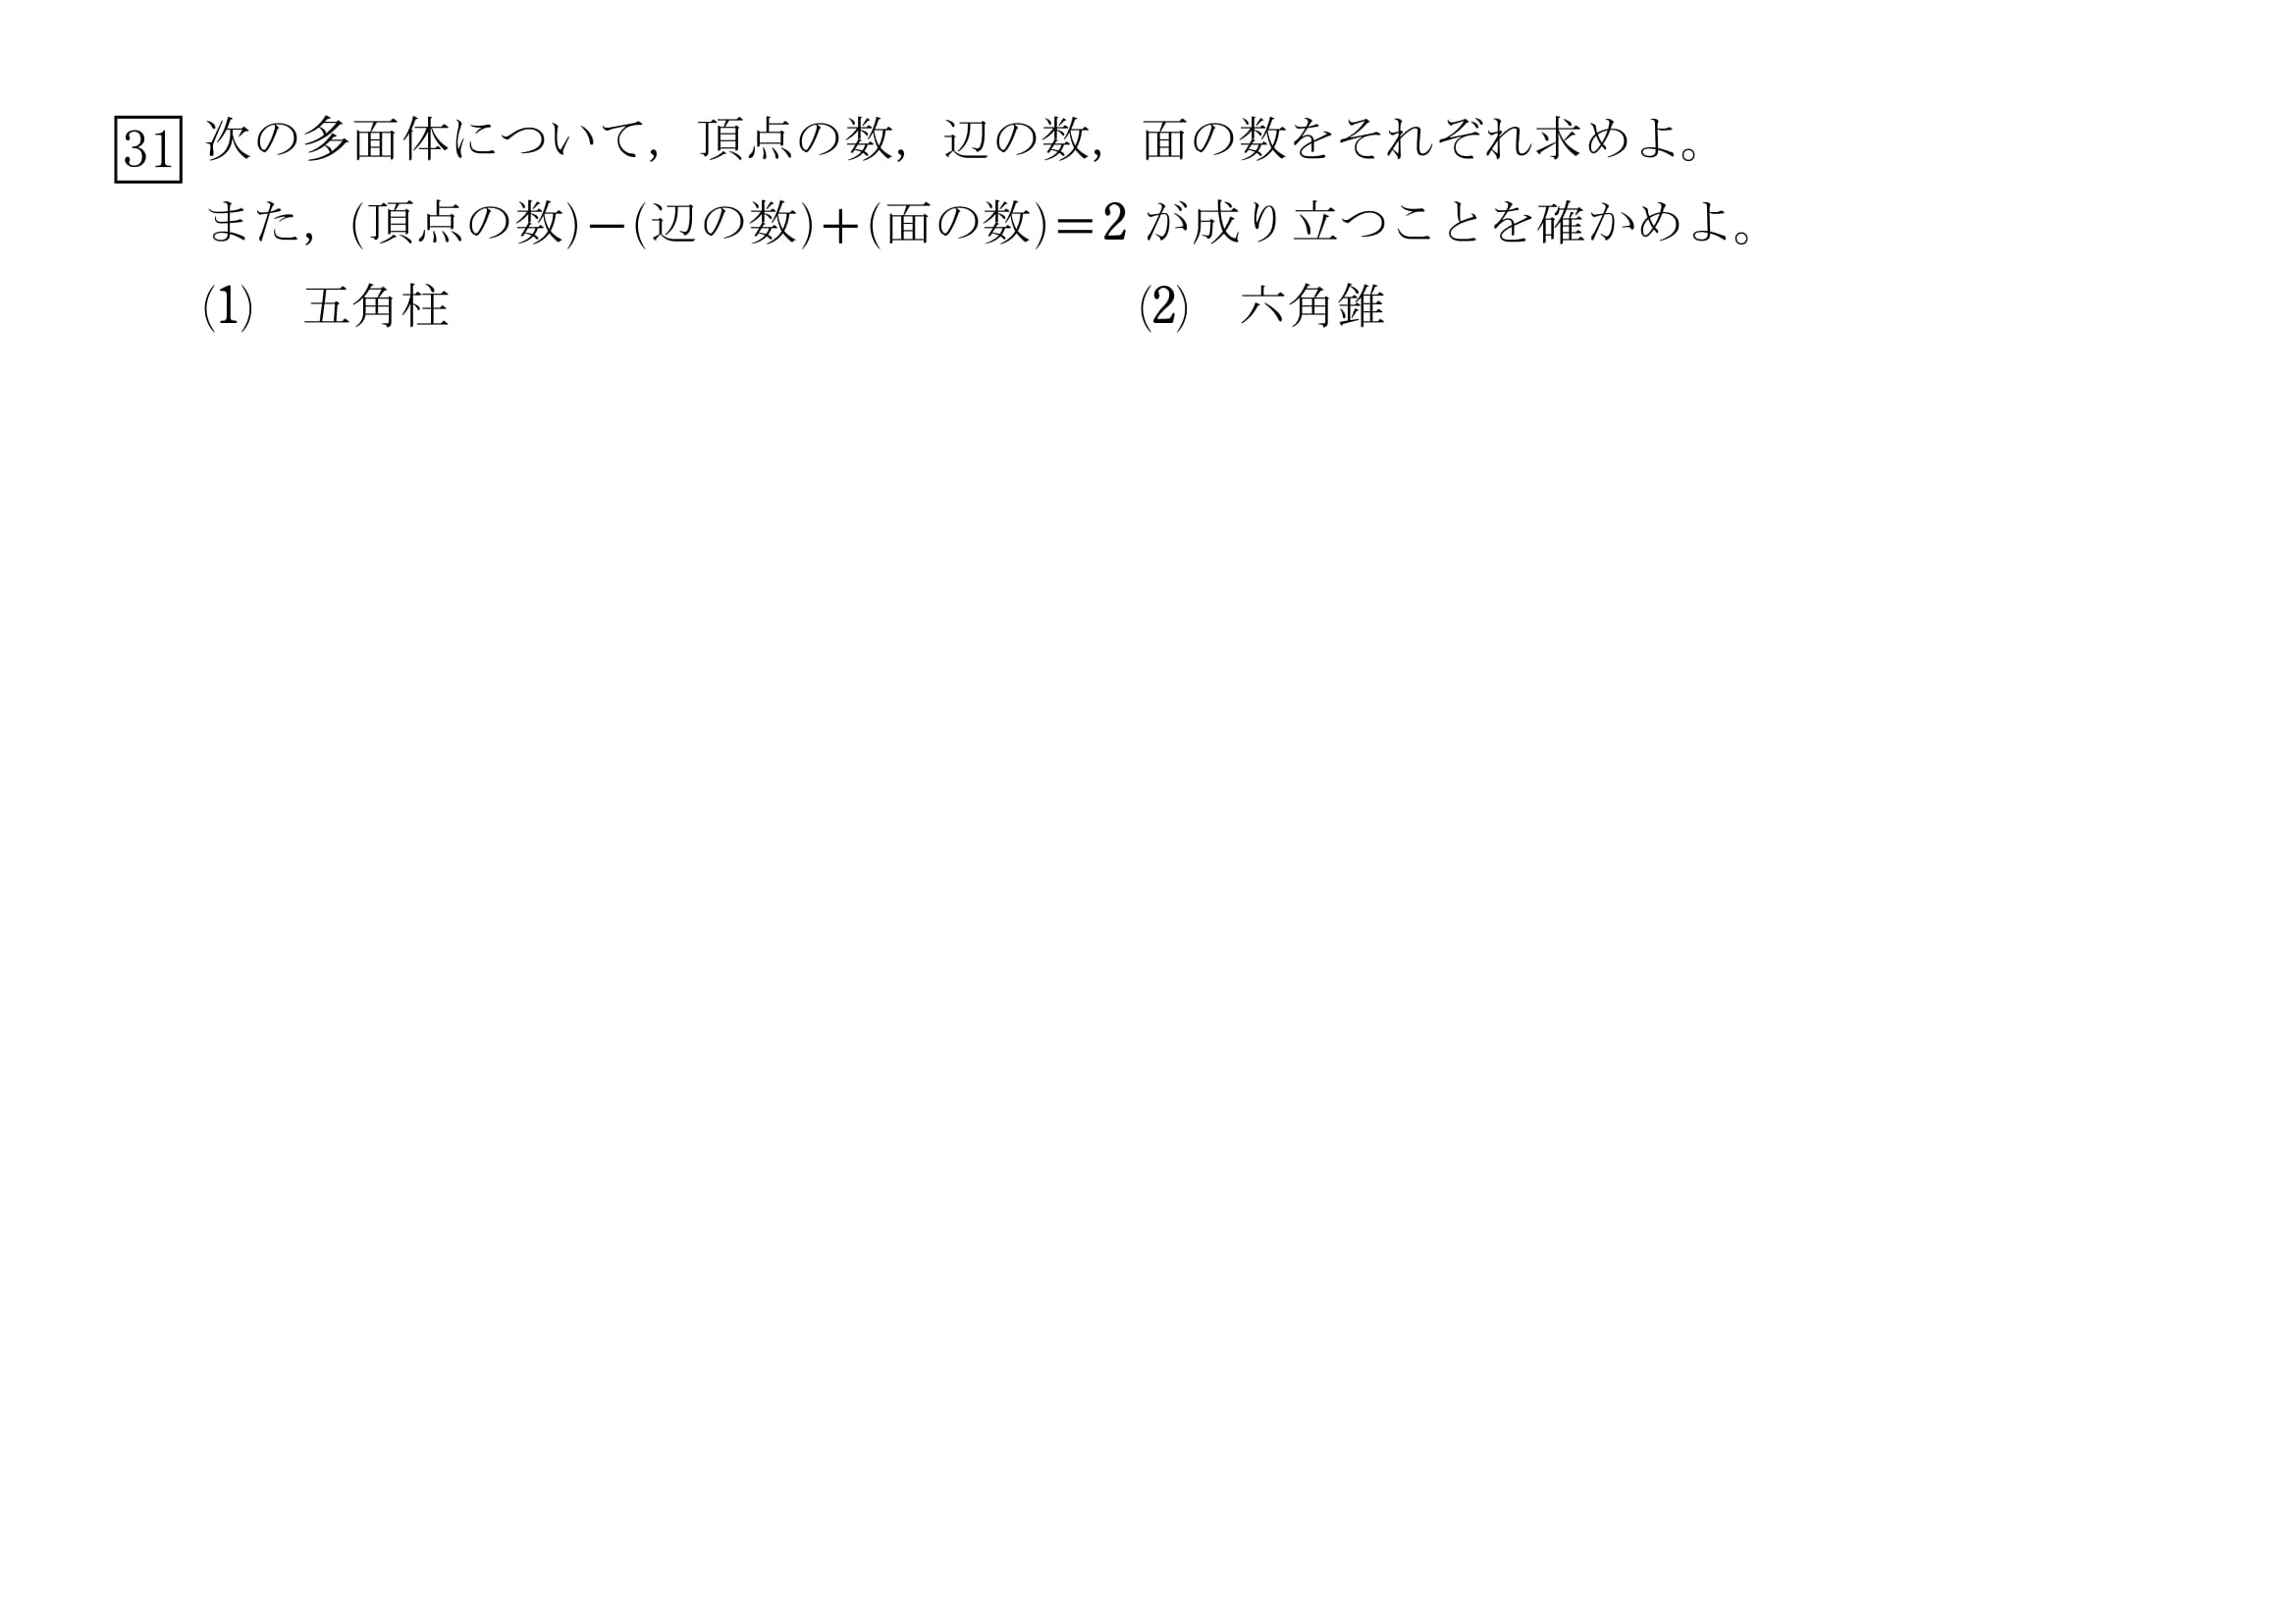 31 次の多面体について，頂点の数，辺の数，面の数をそれぞれ求めよ。
また，(頂点の数)−(辺の数)+(面の数)=2 が成り立つことを確かめよ。
(1) 五角柱 (2) 六角錐